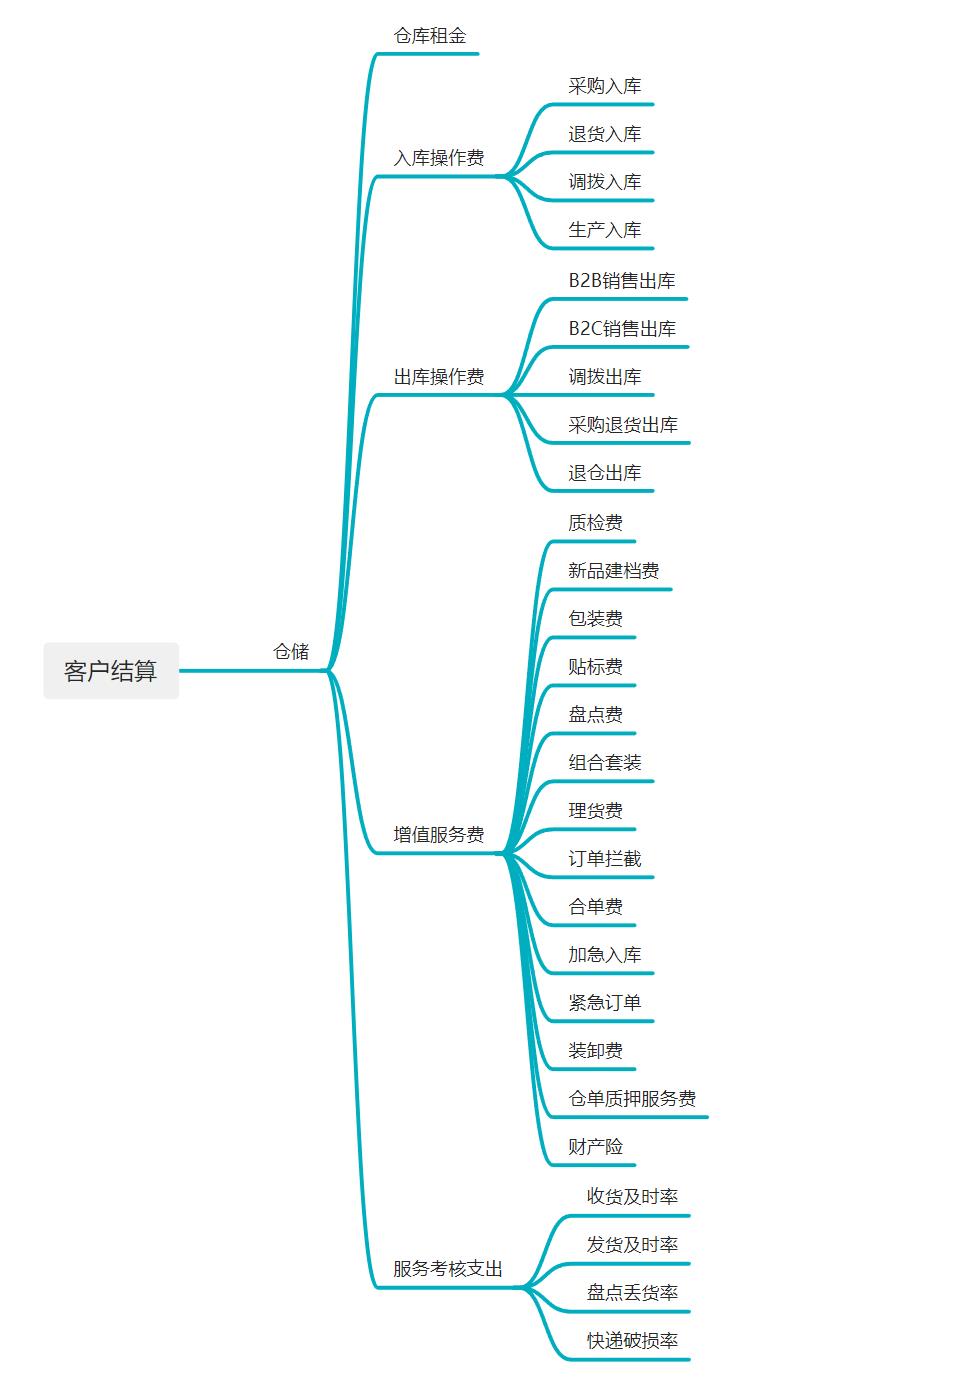 客户结算
仓储
仓库租金
入库操作费
采购入库
退货入库
调拨入库
生产入库
出库操作费
B2B销售出库
B2C销售出库
调拨出库
采购退货出库
退仓出库
增值服务费
质检费
新品建档费
包装费
贴标费
盘点费
组合套装
理货费
订单拦截
合单费
加急入库
紧急订单
装卸费
仓单质押服务费
财产险
服务考核支出
收货及时率
发货及时率
盘点丢货率
快递破损率